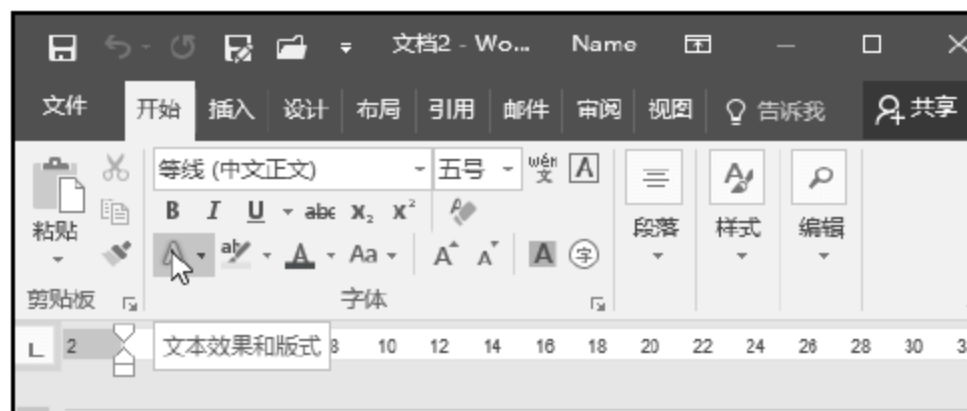 文档2 - Wo... Name
文件 开始 插入 设计 布局 引用 邮件 审阅 视图 告诉我 共享
等线 (中文正文) 五号 wén 文 A
粘贴 B I U abc X₂ X² 段落 样式 编辑
A aby A Aa A A A 字
剪贴板 字体
L 2 文本效果和版式 8 10 12 14 16 18 20 22 24 26 28 30 3